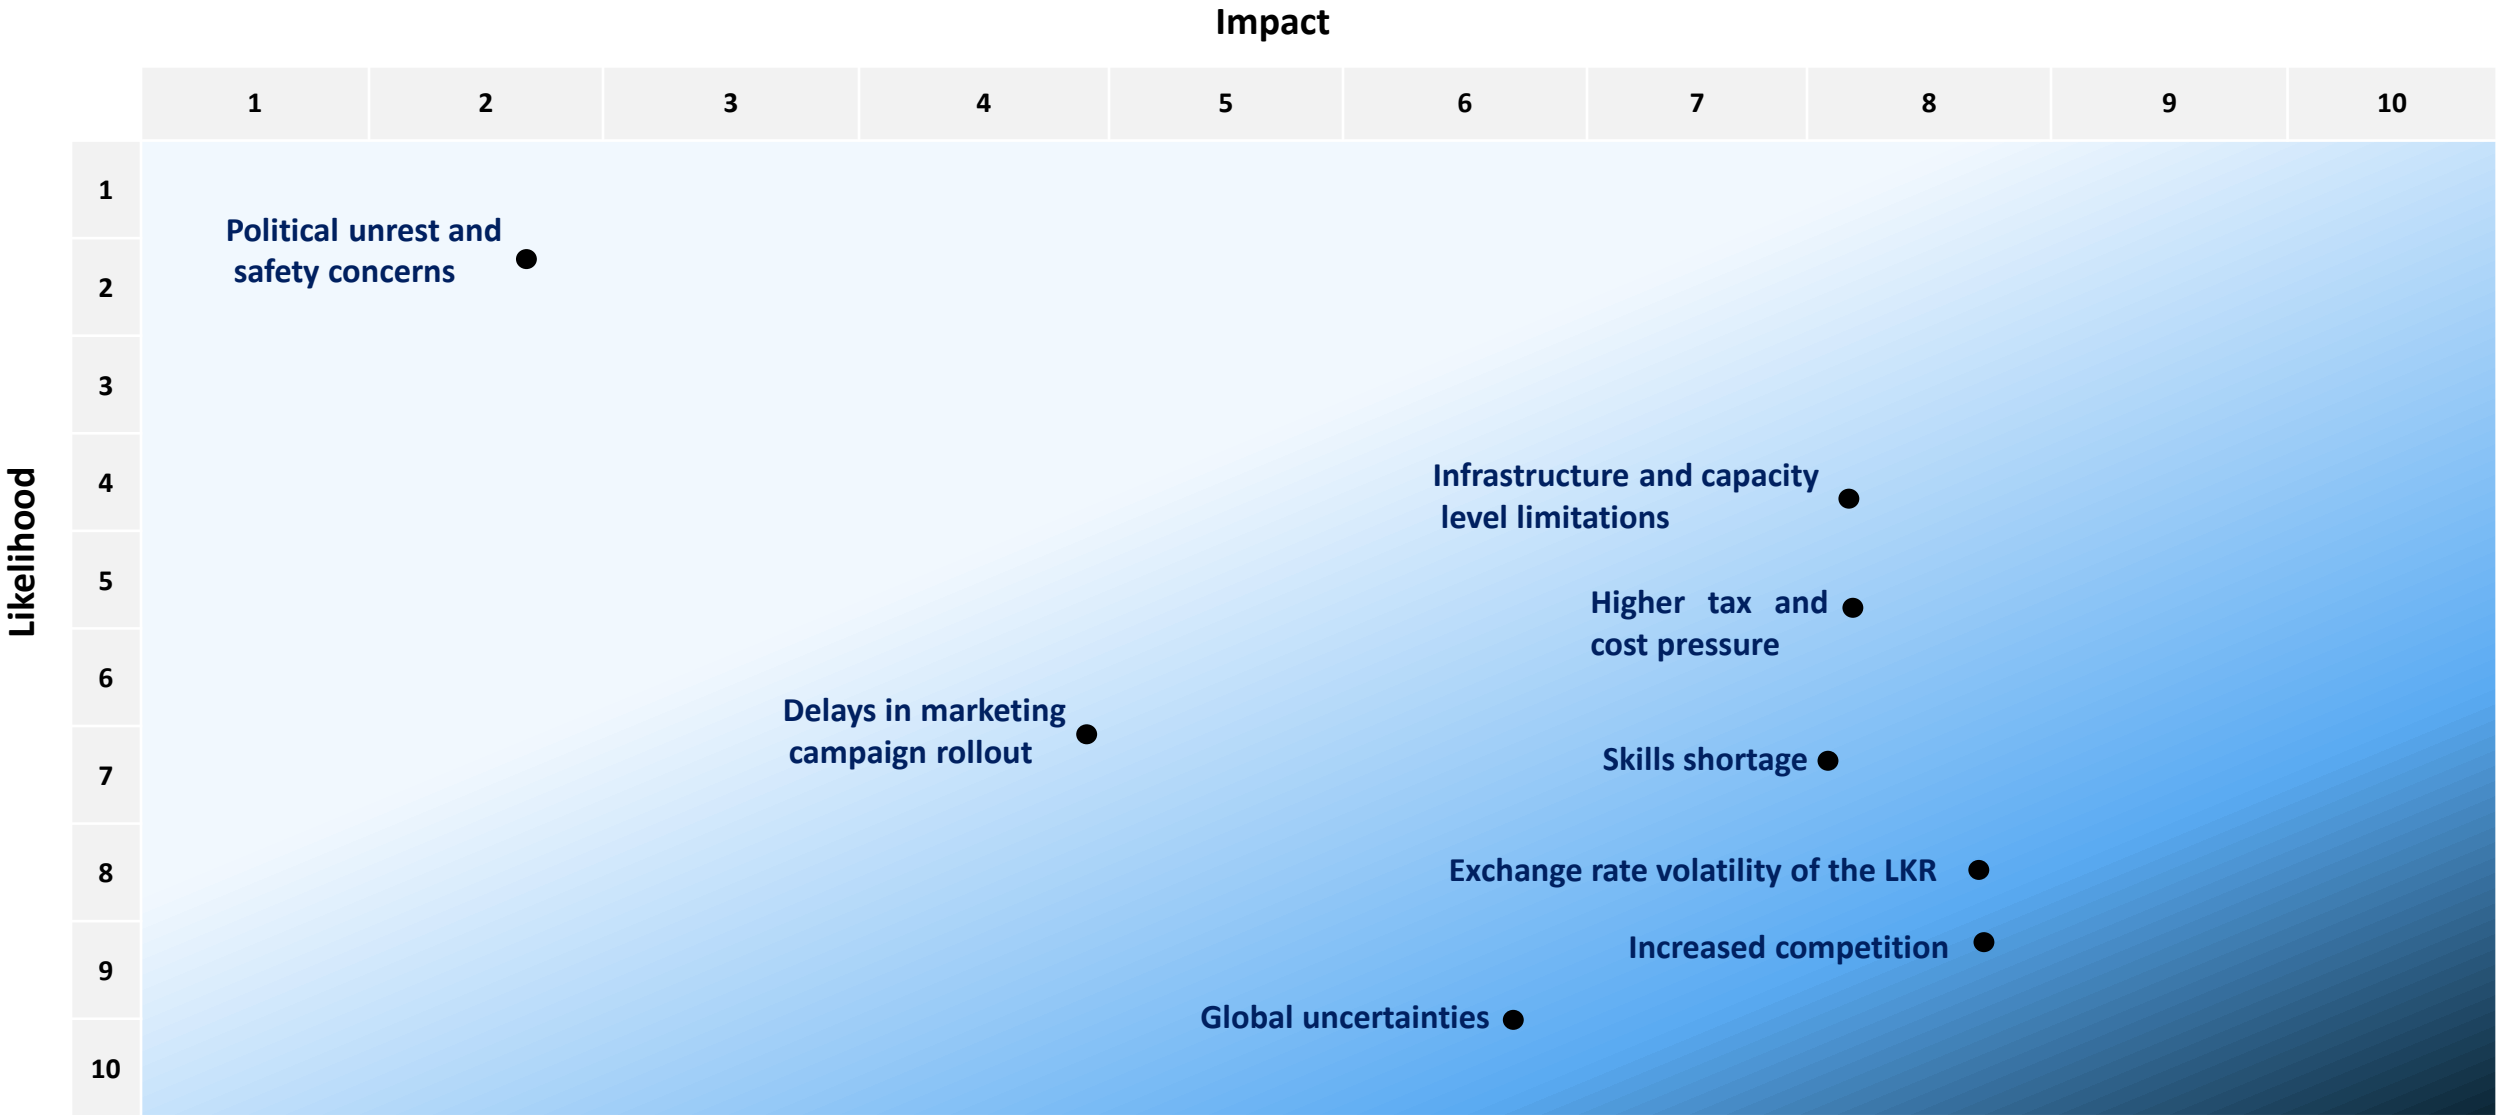 Impact
1 2 3 4 5 6 7 8 9 10
Likelihood
1
2
3
4
5
6
7
8
9
10
Political unrest and
safety concerns
Infrastructure and capacity
level limitations
Higher tax and
cost pressure
Delays in marketing
campaign rollout
Skills shortage
Exchange rate volatility of the LKR
Increased competition
Global uncertainties